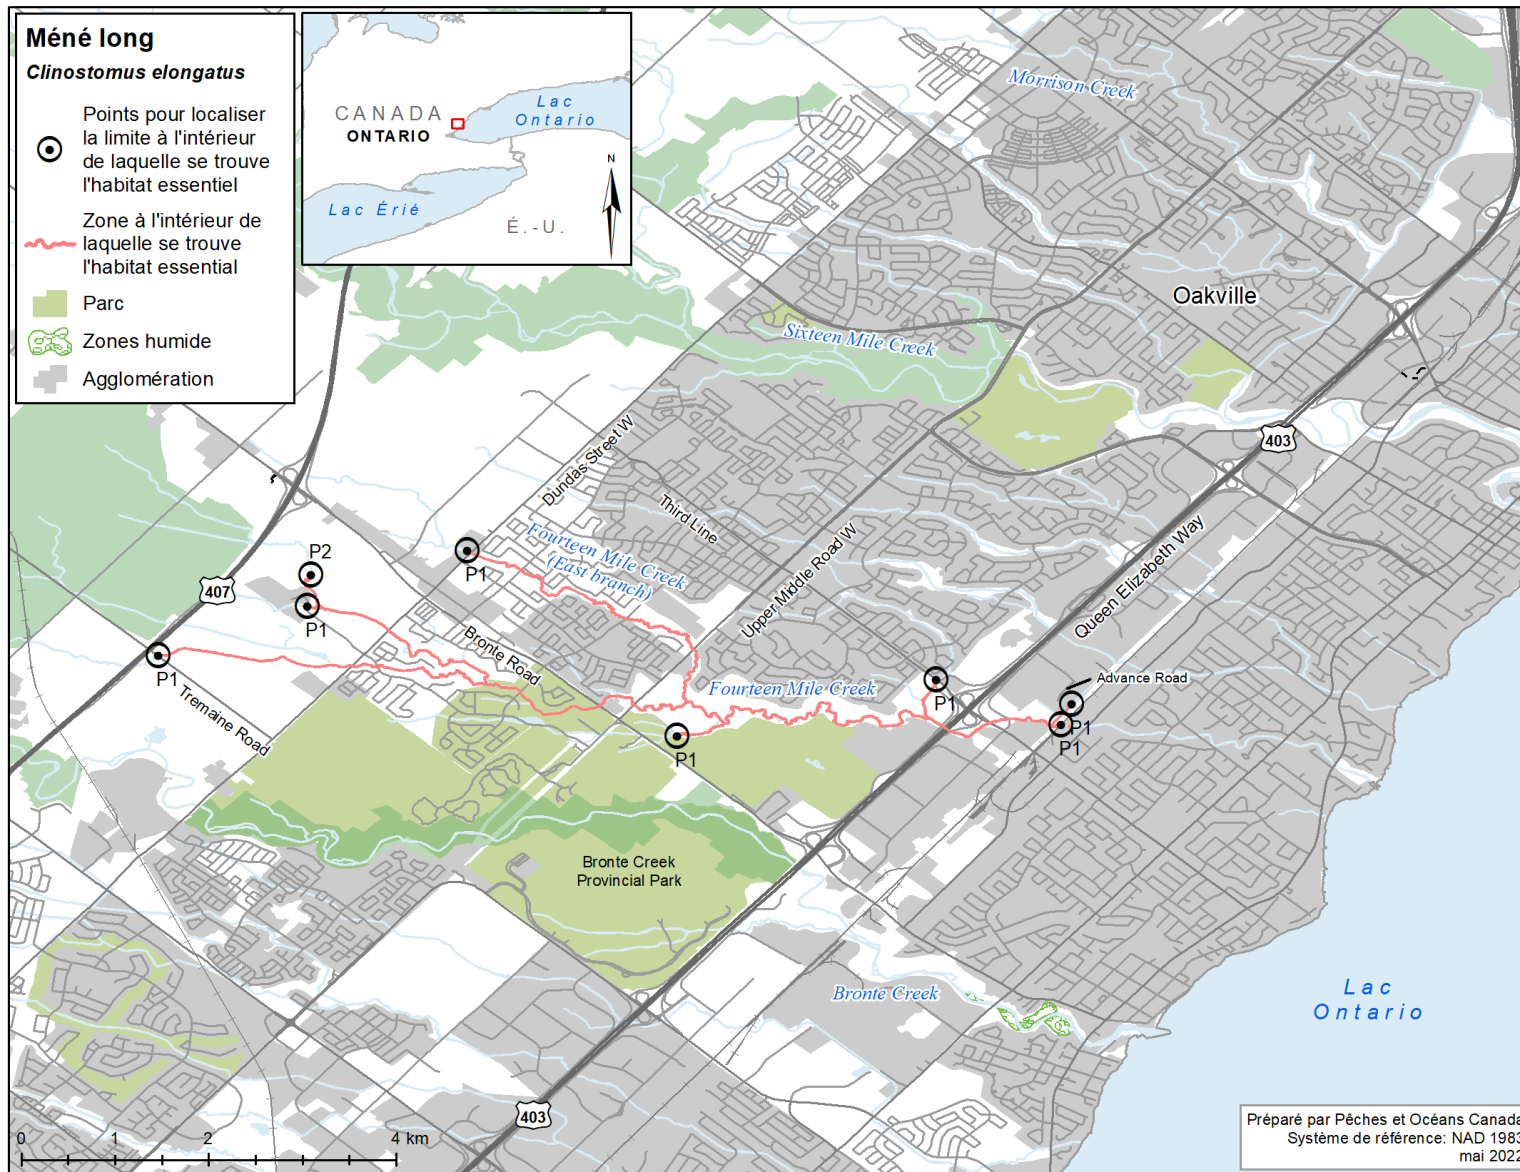 Méné long
Clinostomus elongatus
Points pour localiser
la limite à l'intérieur
de laquelle se trouve
l'habitat essentiel
Zone à l'intérieur de
laquelle se trouve
l'habitat essential
Parc
Zones humide
Agglomération
CANADA
ONTARIO
Lac
Ontario
Lac Érié
É.-U.
N
Morrison Creek
Oakville
Sixteen Mile Creek
403
Dundas Street W
Third Line
Fourteen Mile Creek
(East branch)
Upper Middle Road W
Queen Elizabeth Way
P2
P1
P1
407
P1
Tremaine Road
Bronte Road
Fourteen Mile Creek
P1
Advance Road
P1
P1
P1
Bronte Creek
Provincial Park
Bronte Creek
Lac
Ontario
403
0 1 2 4 km
Préparé par Pêches et Océans Canada
Système de référence: NAD 1983
mai 2022